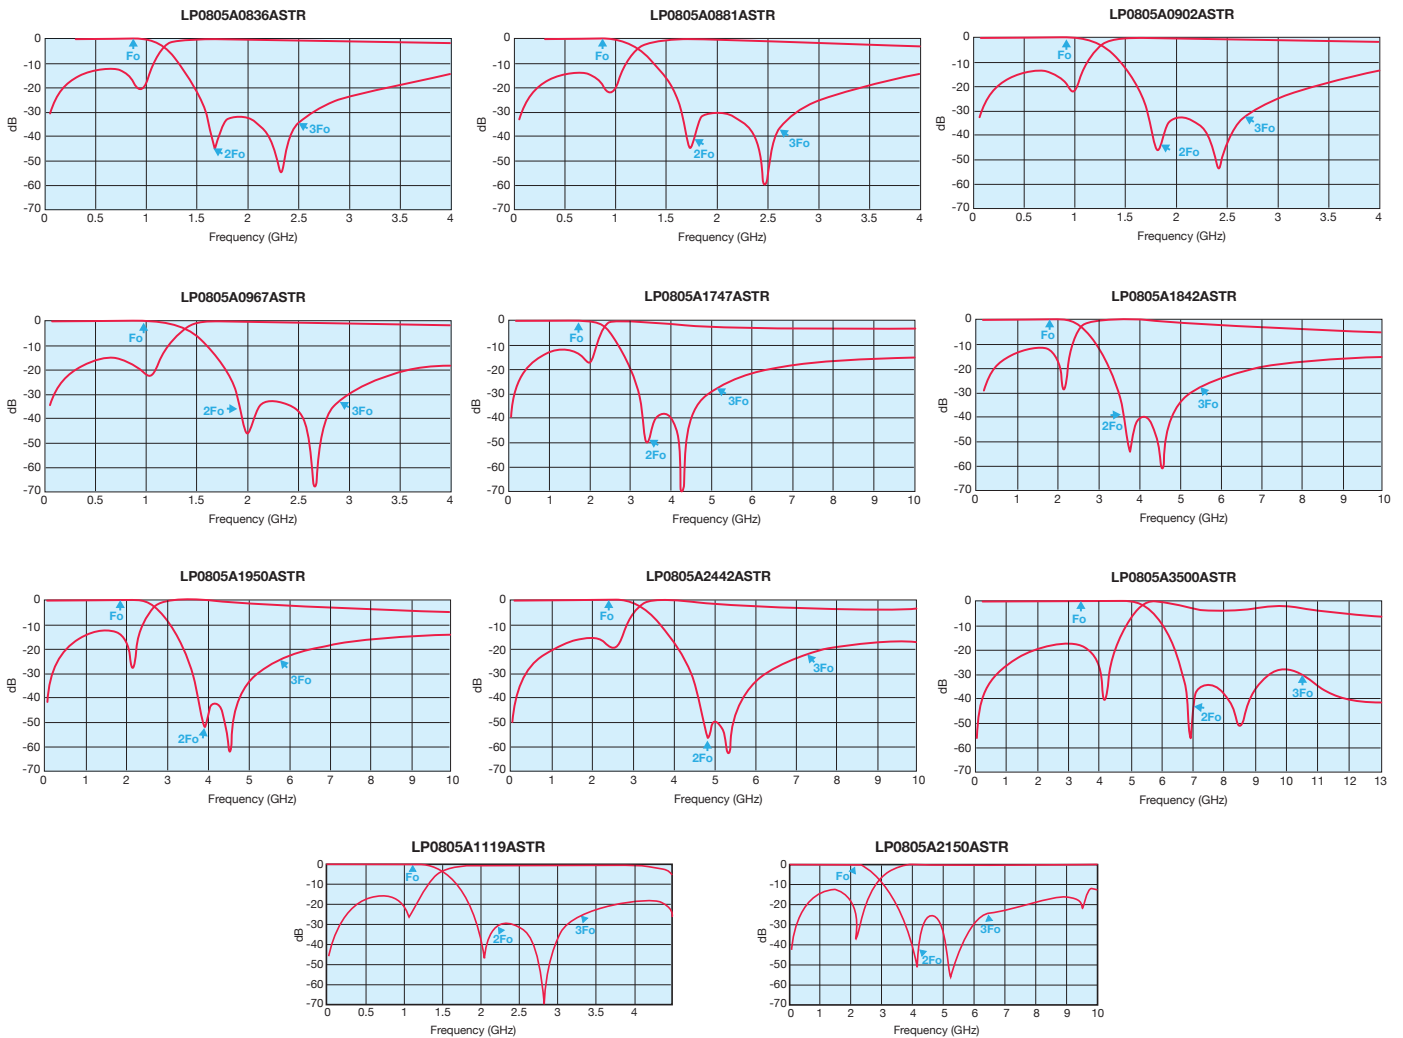 LP0805A0836ASTR
0
-10
-20
-30
-40
-50
-60
-70
dB
Fo
2Fo
3Fo
0 0.5 1 1.5 2 2.5 3 3.5 4
Frequency (GHz)
LP0805A0881ASTR
0
-10
-20
-30
-40
-50
-60
-70
dB
Fo
2Fo
3Fo
0 0.5 1 1.5 2 2.5 3 3.5 4
Frequency (GHz)
LP0805A0902ASTR
0
-10
-20
-30
-40
-50
-60
-70
dB
Fo
2Fo
3Fo
0 0.5 1 1.5 2 2.5 3 3.5 4
Frequency (GHz)
LP0805A0967ASTR
0
-10
-20
-30
-40
-50
-60
-70
dB
Fo
2Fo
3Fo
0 0.5 1 1.5 2 2.5 3 3.5 4
Frequency (GHz)
LP0805A1747ASTR
0
-10
-20
-30
-40
-50
-60
-70
dB
Fo
2Fo
3Fo
0 1 2 3 4 5 6 7 8 9 10
Frequency (GHz)
LP0805A1842ASTR
0
-10
-20
-30
-40
-50
-60
-70
dB
Fo
2Fo
3Fo
0 1 2 3 4 5 6 7 8 9 10
Frequency (GHz)
LP0805A1950ASTR
0
-10
-20
-30
-40
-50
-60
-70
dB
Fo
2Fo
3Fo
0 1 2 3 4 5 6 7 8 9 10
Frequency (GHz)
LP0805A2442ASTR
0
-10
-20
-30
-40
-50
-60
-70
dB
Fo
2Fo
3Fo
0 1 2 3 4 5 6 7 8 9 10
Frequency (GHz)
LP0805A3500ASTR
0
-10
-20
-30
-40
-50
-60
-70
dB
Fo
2Fo
3Fo
0 1 2 3 4 5 6 7 8 9 10 11 12 13
Frequency (GHz)
LP0805A1119ASTR
0
-10
-20
-30
-40
-50
-60
-70
dB
Fo
2Fo
3Fo
0 0.5 1 1.5 2 2.5 3 3.5 4
Frequency (GHz)
LP0805A2150ASTR
0
-10
-20
-30
-40
-50
-60
-70
dB
Fo
2Fo
3Fo
0 1 2 3 4 5 6 7 8 9 10
Frequency (GHz)